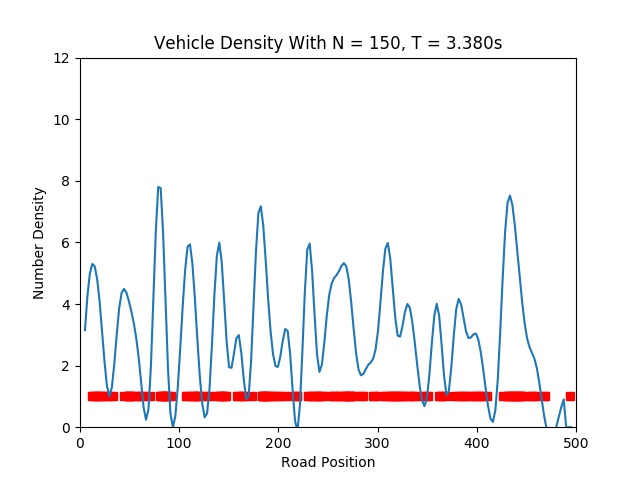 Vehicle Density With N = 150, T = 3.380s
12
10
8
6
4
2
0
Number Density
0 100 200 300 400 500
Road Position